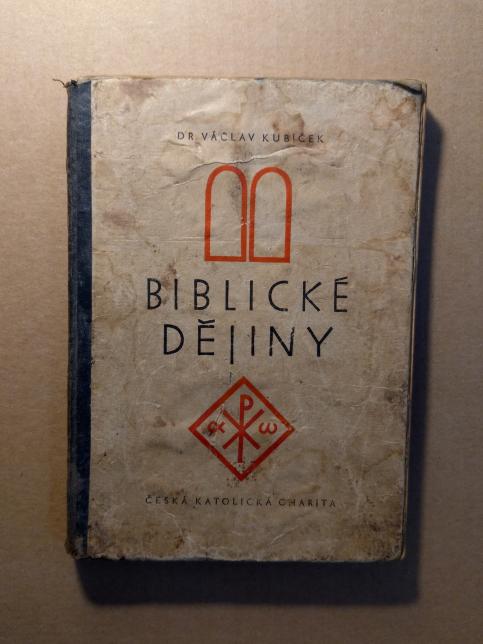 DR VÁCLAV KUBÍČEK
BIBLICKÉ
DĚJINY
α ☧ ω
ČESKÁ KATOLICKÁ CHARITA